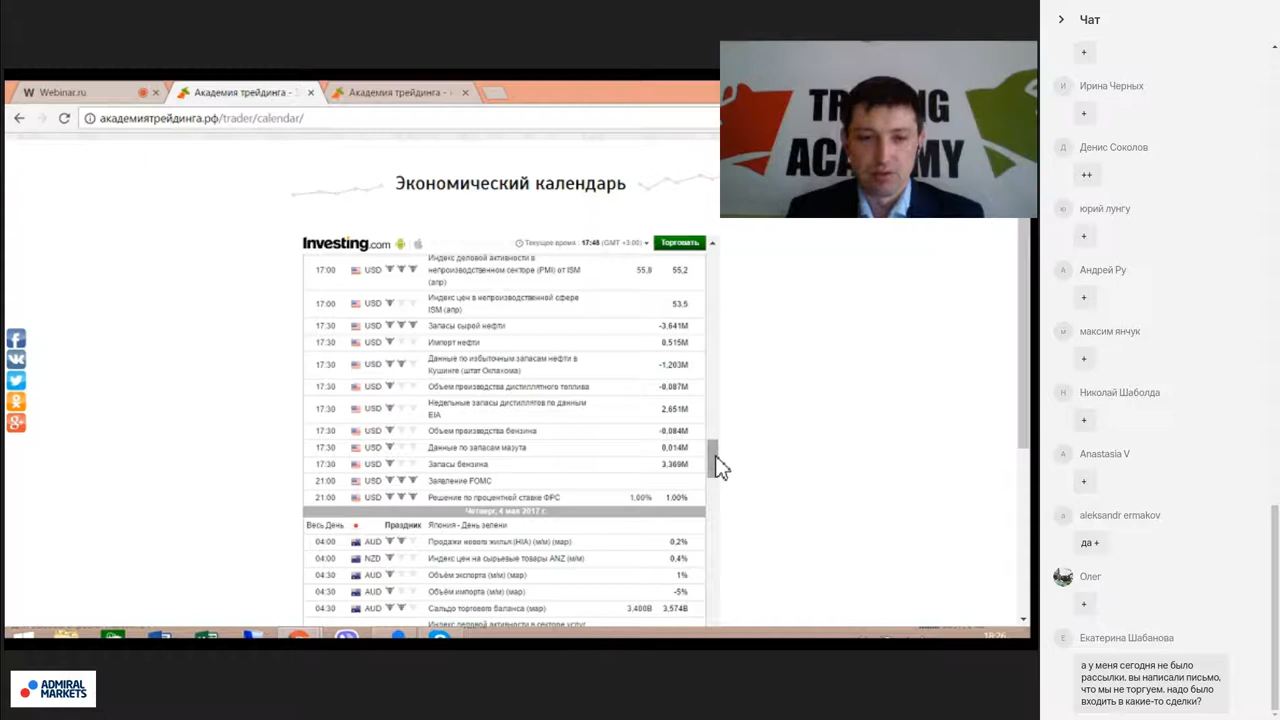 Webinar.ru
Академия трейдинга -
Академия трейдинга -
академиятрейдинга.рф/trader/calendar/
TRADING
ACADEMY
Экономический календарь
Investing.com
Текущее время : 17:48 (GMT +3:00)
Торговать
17:00 USD Индекс деловой активности в непроизводственном секторе (PMI) от ISM (апр) 55,8 55,2
17:00 USD Индекс цен в непроизводственной сфере ISM (апр) 53,5
17:30 USD Запасы сырой нефти -3,641M
17:30 USD Импорт нефти 0,515M
17:30 USD Данные по избыточным запасам нефти в Кушинге (штат Оклахома) -1,203M
17:30 USD Объем производства дистиллятного топлива -0,087M
17:30 USD Недельные запасы дистиллятов по данным EIA 2,651M
17:30 USD Объем производства бензина -0,084M
17:30 USD Данные по запасам мазута 0,014M
17:30 USD Запасы бензина 3,369M
21:00 USD Заявление FOMC
21:00 USD Решение по процентной ставке ФРС 1.00% 1.00%
Четверг, 4 мая 2017 г.
Весь День Праздник Япония - День зелени
04:00 AUD Продажи нового жилья (HIA) (м/м) (мар) 0,2%
04:00 NZD Индекс цен на сырьевые товары ANZ (м/м) 0,4%
04:30 AUD Объём экспорта (м/м) (мар) 1%
04:30 AUD Объём импорта (м/м) (мар) -5%
04:30 AUD Сальдо торгового баланса (мар) 3,400B 3,574B
Индекс деловой активности в секторе услуг
18:26
ADMIRAL
MARKETS
Чат
+
И Ирина Черных
+
Д Денис Соколов
++
ю юрий лунгу
+
А Андрей Ру
+
м максим янчук
+
Н Николай Шаболда
+
A Anastasia V
+
a aleksandr ermakov
да +
Олег
+
Е Екатерина Шабанова
а у меня сегодня не было
рассылки. вы написали письмо,
что мы не торгуем. надо было
входить в какие-то сделки?